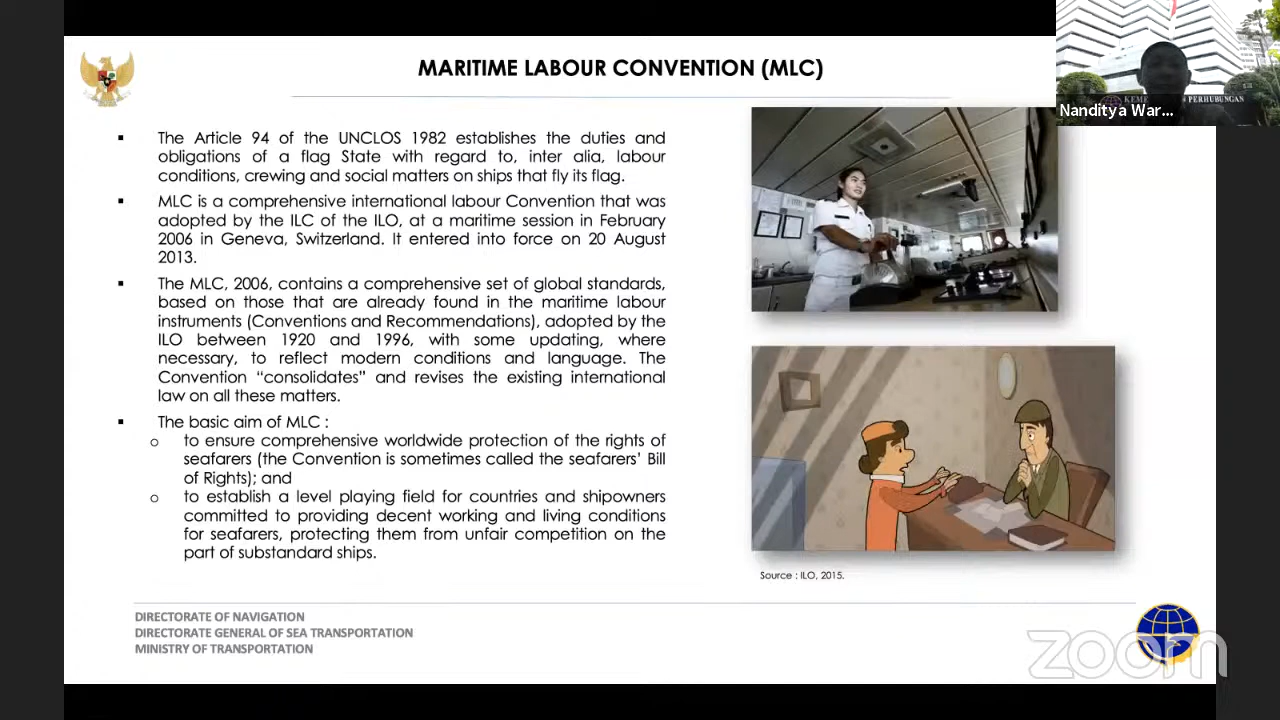 MARITIME LABOUR CONVENTION (MLC)
Nanditya War...
▪ The Article 94 of the UNCLOS 1982 establishes the duties and
obligations of a flag State with regard to, inter alia, labour
conditions, crewing and social matters on ships that fly its flag.
▪ MLC is a comprehensive international labour Convention that was
adopted by the ILC of the ILO, at a maritime session in February
2006 in Geneva, Switzerland. It entered into force on 20 August
2013.
▪ The MLC, 2006, contains a comprehensive set of global standards,
based on those that are already found in the maritime labour
instruments (Conventions and Recommendations), adopted by the
ILO between 1920 and 1996, with some updating, where
necessary, to reflect modern conditions and language. The
Convention “consolidates” and revises the existing international
law on all these matters.
▪ The basic aim of MLC :
o to ensure comprehensive worldwide protection of the rights of
seafarers (the Convention is sometimes called the seafarers’ Bill
of Rights); and
o to establish a level playing field for countries and shipowners
committed to providing decent working and living conditions
for seafarers, protecting them from unfair competition on the
part of substandard ships.
Source : ILO, 2015.
DIRECTORATE OF NAVIGATION
DIRECTORATE GENERAL OF SEA TRANSPORTATION
MINISTRY OF TRANSPORTATION
zoom